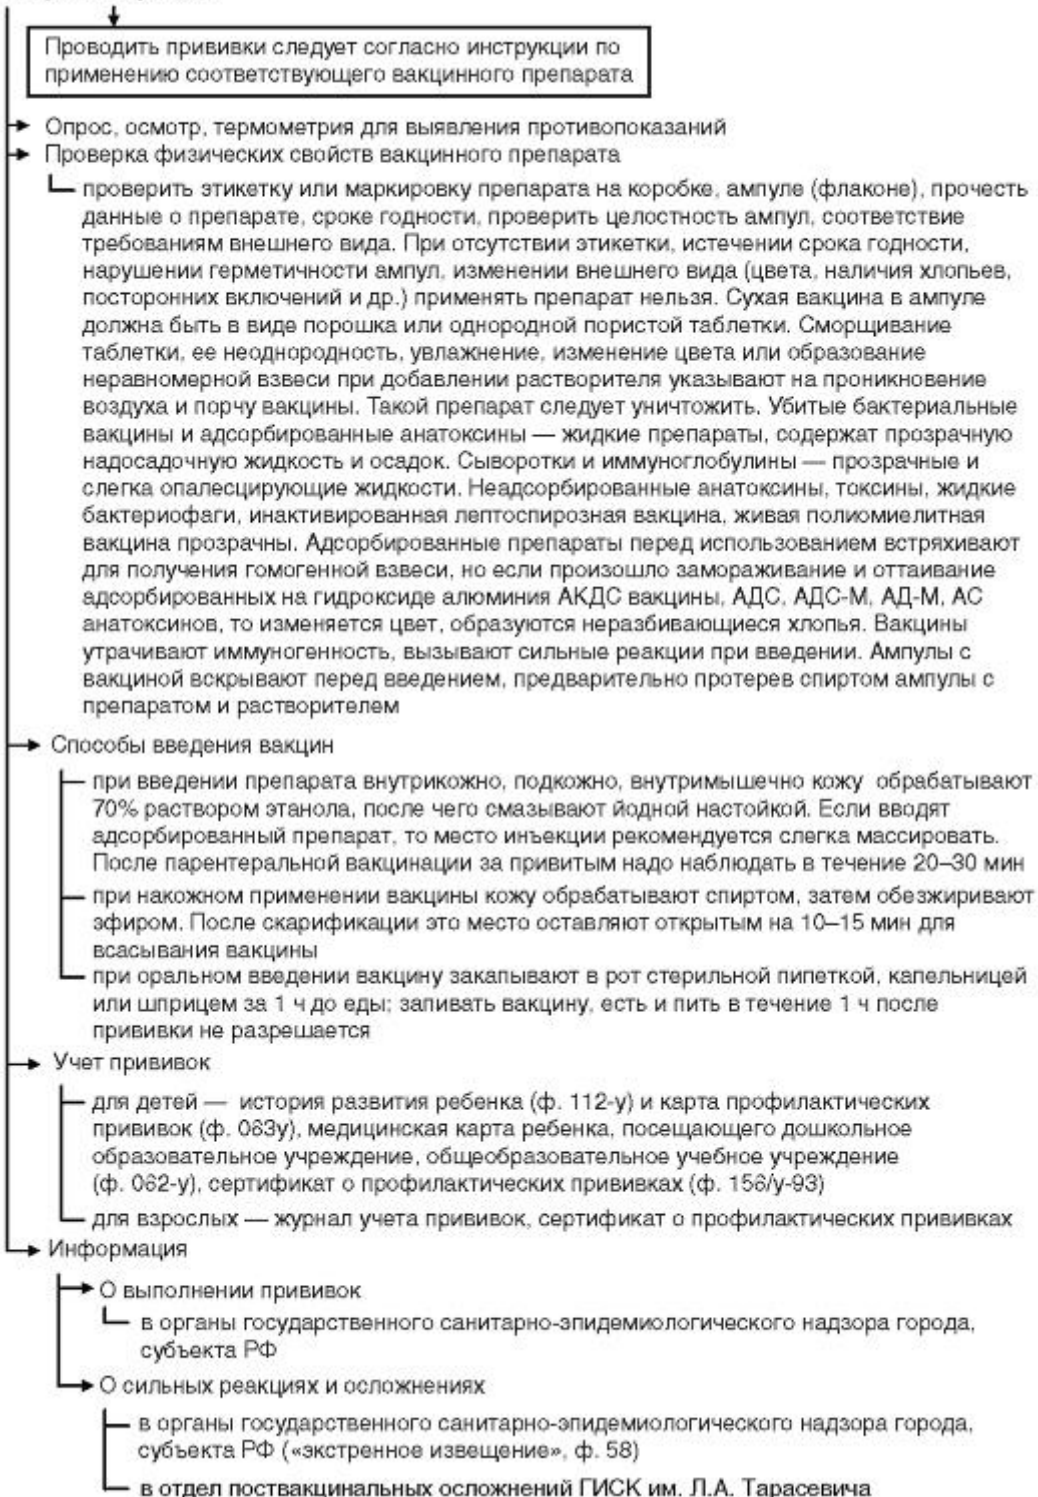 Проводить прививки следует согласно инструкции по
применению соответствующего вакцинного препарата
Опрос, осмотр, термометрия для выявления противопоказаний
Проверка физических свойств вакцинного препарата
проверить этикетку или маркировку препарата на коробке, ампуле (флаконе), прочесть
данные о препарате, сроке годности, проверить целостность ампул, соответствие
требованиям внешнего вида. При отсутствии этикетки, истечении срока годности,
нарушении герметичности ампул, изменении внешнего вида (цвета, наличия хлопьев,
посторонних включений и др.) применять препарат нельзя. Сухая вакцина в ампуле
должна быть в виде порошка или однородной пористой таблетки. Сморщивание
таблетки, ее неоднородность, увлажнение, изменение цвета или образование
неравномерной взвеси при добавлении растворителя указывают на проникновение
воздуха и порчу вакцины. Такой препарат следует уничтожить. Убитые бактериальные
вакцины и адсорбированные анатоксины — жидкие препараты, содержат прозрачную
надосадочную жидкость и осадок. Сыворотки и иммуноглобулины — прозрачные и
слегка опалесцирующие жидкости. Неадсорбированные анатоксины, токсины, жидкие
бактериофаги, инактивированная лептоспирозная вакцина, живая полиомиелитная
вакцина прозрачны. Адсорбированные препараты перед использованием встряхивают
для получения гомогенной взвеси, но если произошло замораживание и оттаивание
адсорбированных на гидроксиде алюминия АКДС вакцины, АДС, АДС-М, АД-М, АС
анатоксинов, то изменяется цвет, образуются неразбивающиеся хлопья. Вакцины
утрачивают иммуногенность, вызывают сильные реакции при введении. Ампулы с
вакциной вскрывают перед введением, предварительно протерев спиртом ампулы с
препаратом и растворителем
Способы введения вакцин
при введении препарата внутрикожно, подкожно, внутримышечно кожу обрабатывают
70% раствором этанола, после чего смазывают йодной настойкой. Если вводят
адсорбированный препарат, то место инъекции рекомендуется слегка массировать.
После парентеральной вакцинации за привитым надо наблюдать в течение 20–30 мин
при накожном применении вакцины кожу обрабатывают спиртом, затем обезжиривают
эфиром. После скарификации это место оставляют открытым на 10–15 мин для
всасывания вакцины
при оральном введении вакцину закапывают в рот стерильной пипеткой, капельницей
или шприцем за 1 ч до еды; запивать вакцину, есть и пить в течение 1 ч после
прививки не разрешается
Учет прививок
для детей — история развития ребенка (ф. 112-у) и карта профилактических
прививок (ф. 063у), медицинская карта ребенка, посещающего дошкольное
образовательное учреждение, общеобразовательное учебное учреждение
(ф. 062-у), сертификат о профилактических прививках (ф. 156/у-93)
для взрослых — журнал учета прививок, сертификат о профилактических прививках
Информация
О выполнении прививок
в органы государственного санитарно-эпидемиологического надзора города,
субъекта РФ
О сильных реакциях и осложнениях
в органы государственного санитарно-эпидемиологического надзора города,
субъекта РФ («экстренное извещение», ф. 58)
в отдел поствакцинальных осложнений ГИСК им. Л.А. Тарасевича